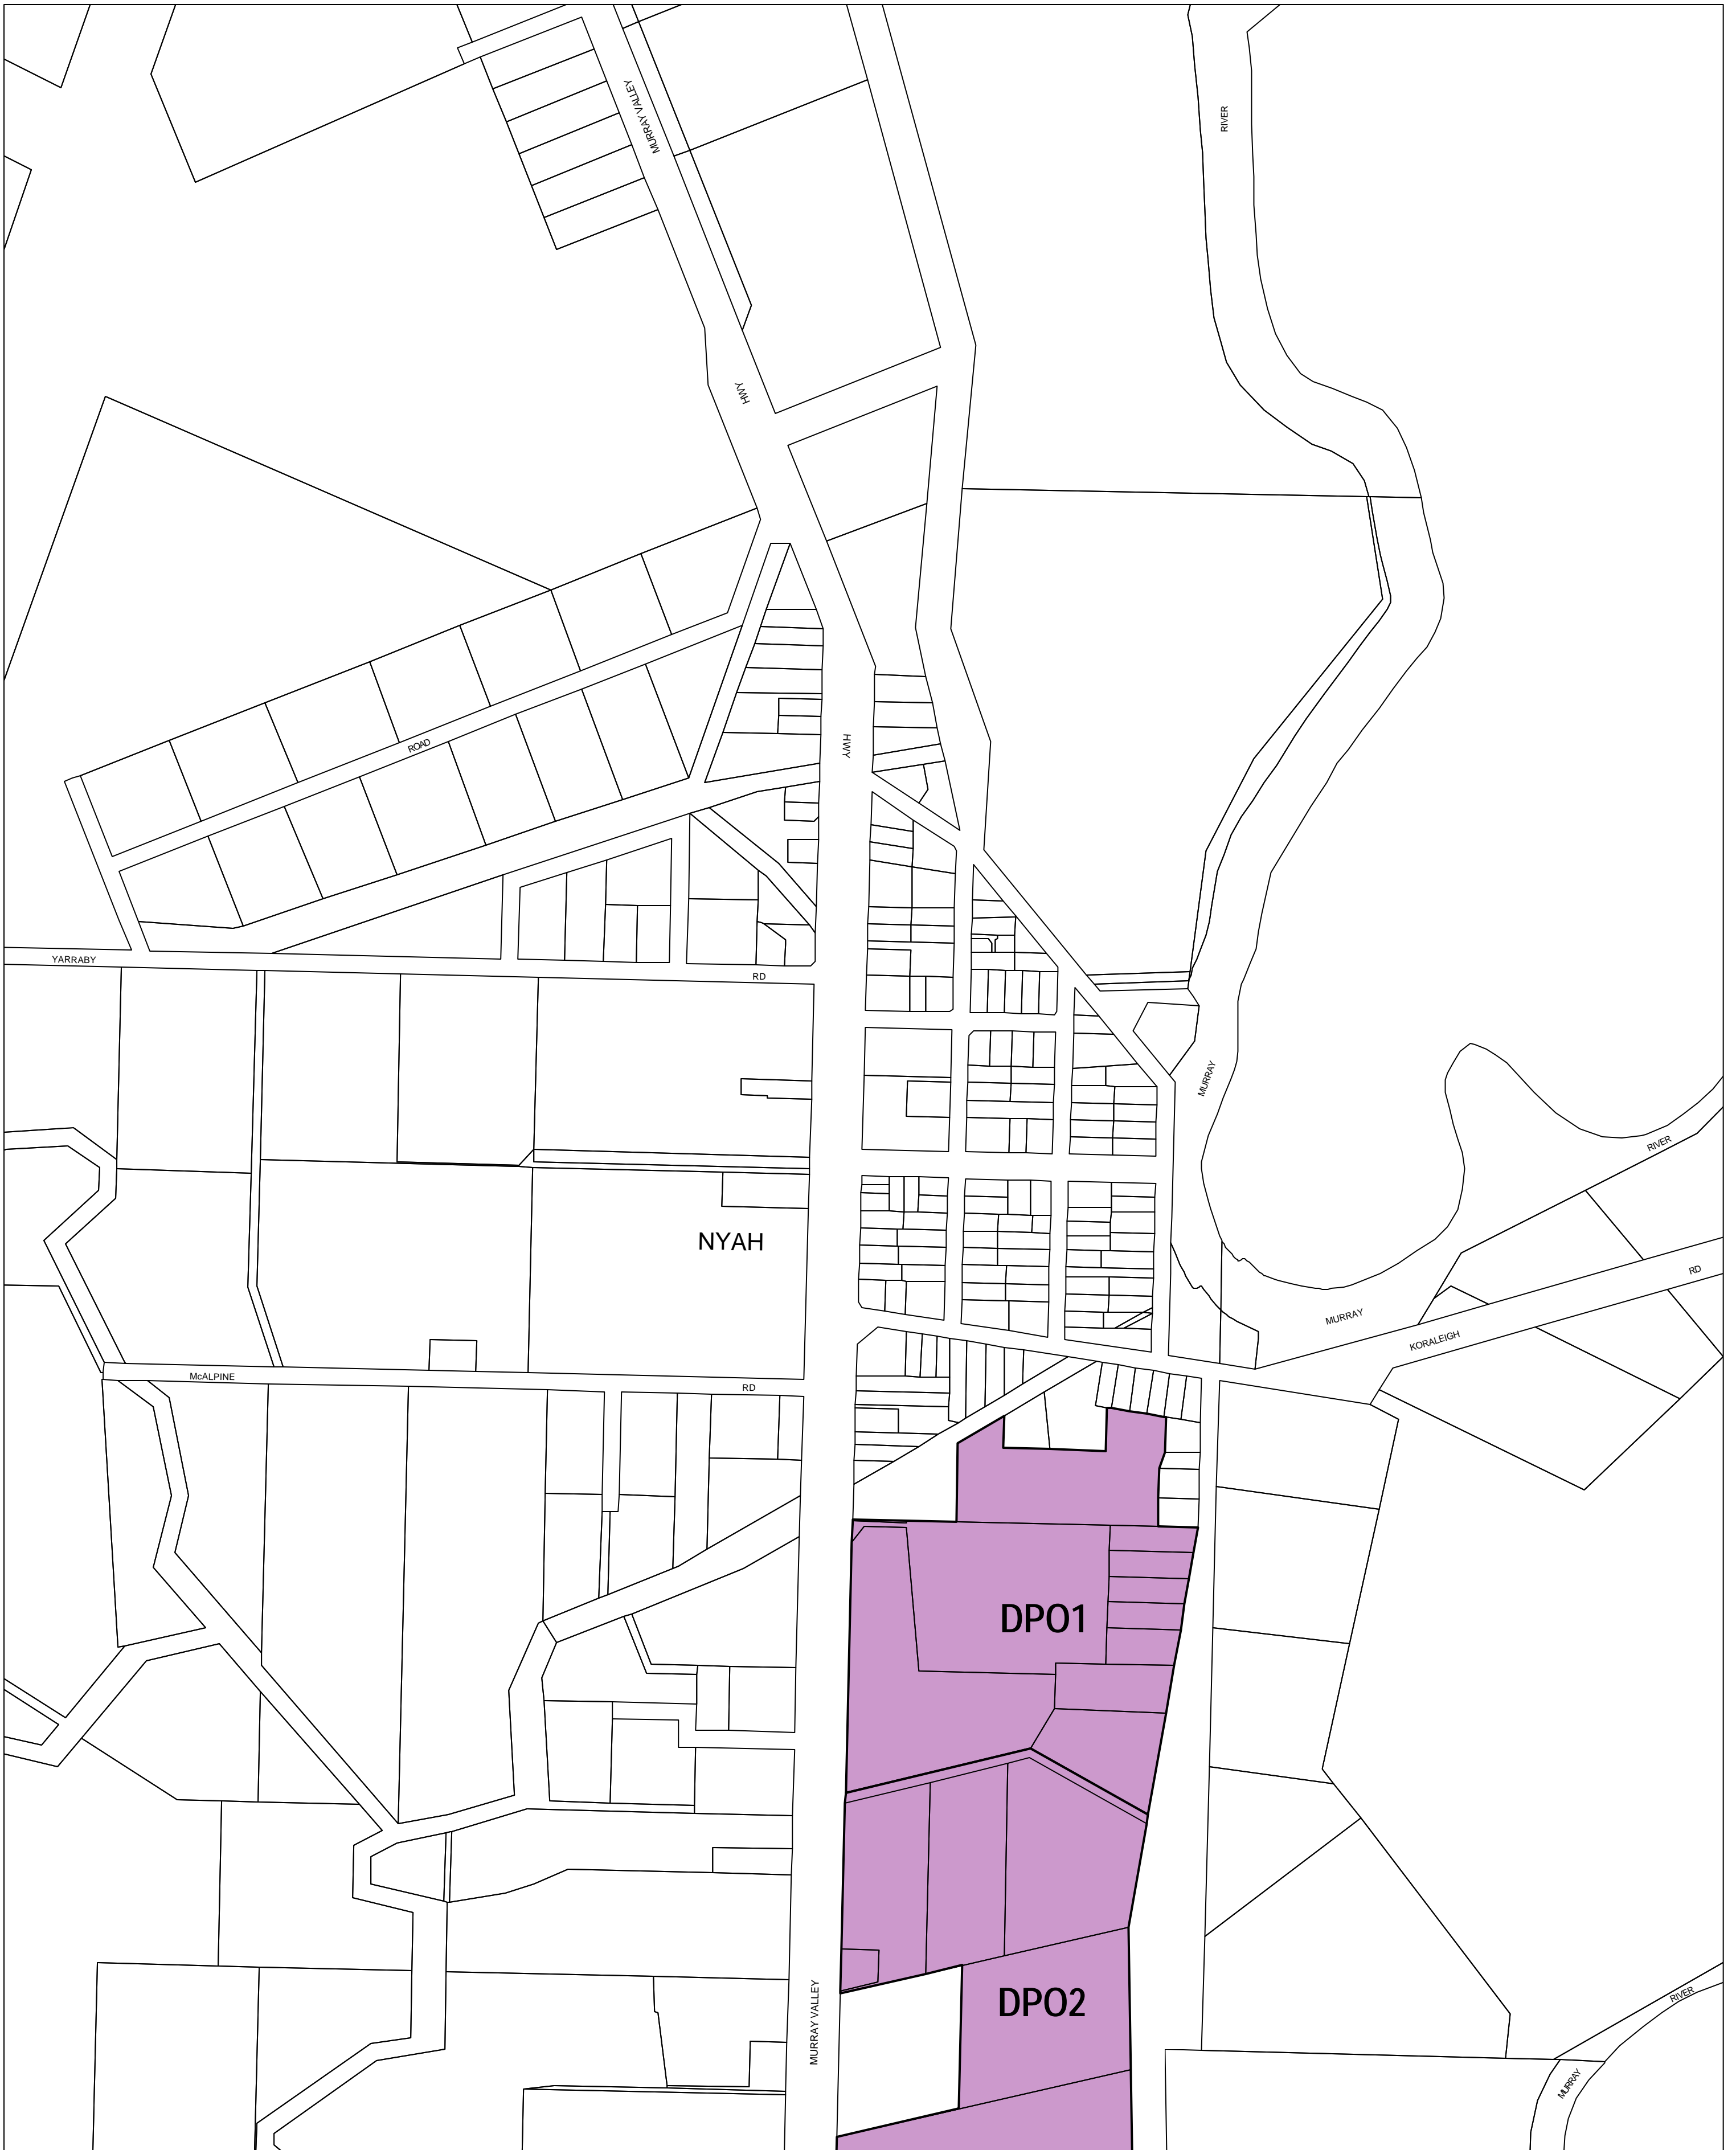 MURRAY VALLEY
RIVER
HWY
HWY
ROAD
YARRABY
RD
MURRAY
RIVER
NYAH
RD
MURRAY
KORALEIGH
McALPINE
RD
DPO1
DPO2
MURRAY VALLEY
RIVER
MURRAY